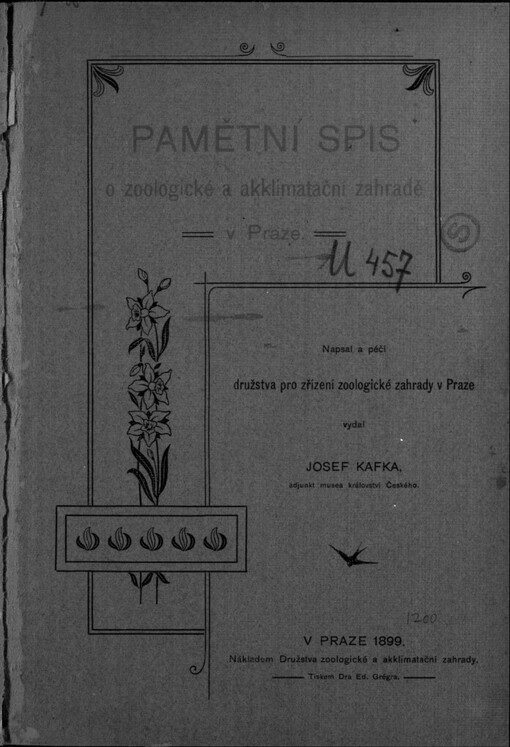 PAMĚTNÍ SPIS
o zoologické a akklimatační zahradě
v Praze.
U 457
S
Napsal a péčí
družstva pro zřízení zoologické zahrady v Praze
vydal
JOSEF KAFKA,
adjunkt musea království Českého.
1200
V PRAZE 1899.
Nákladem Družstva zoologické a akklimatační zahrady.
Tiskem Dra Ed. Grégra.